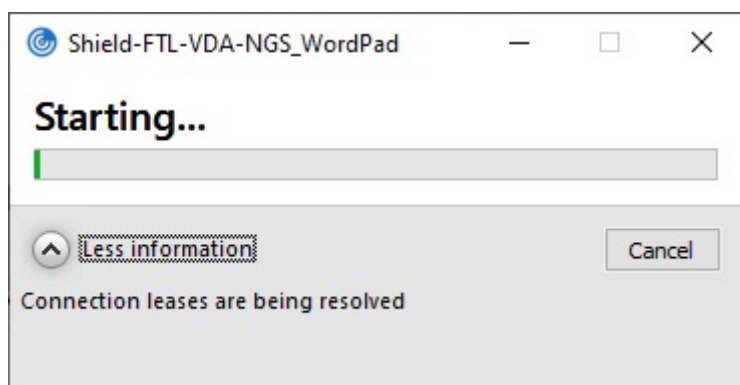 Shield-FTL-VDA-NGS_WordPad
Starting...
Less information
Cancel
Connection leases are being resolved